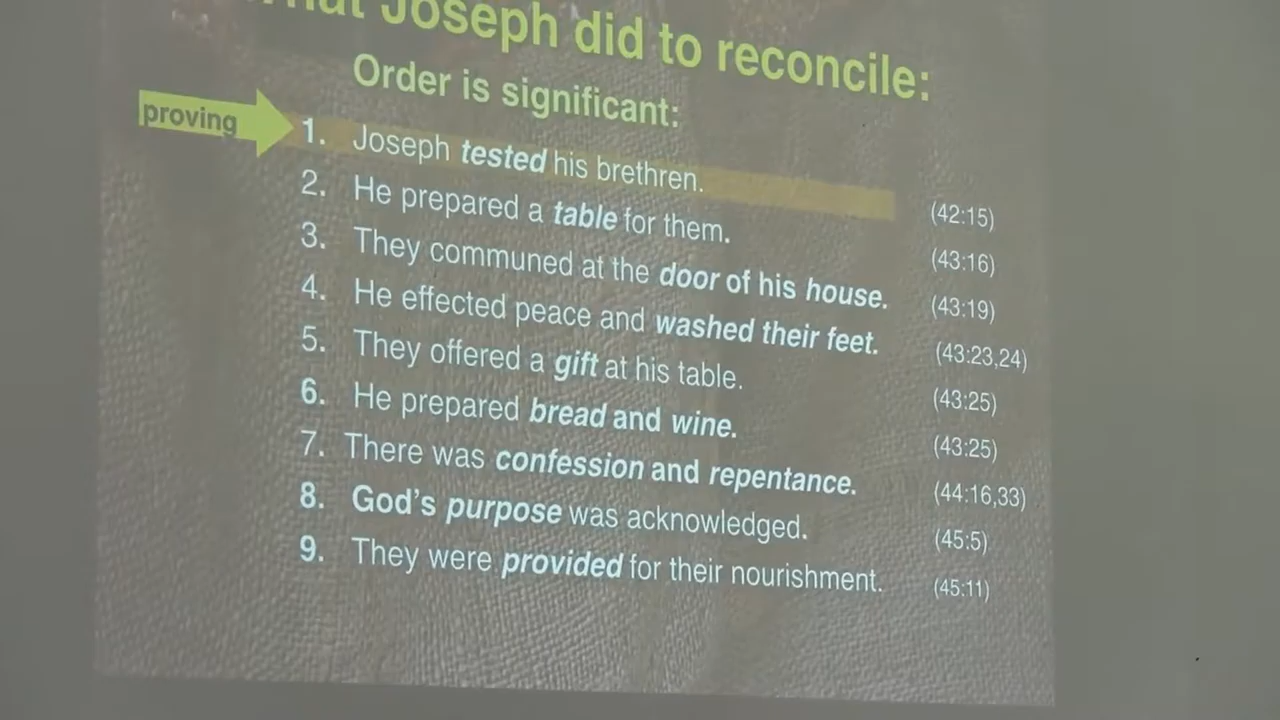 What Joseph did to reconcile:
Order is significant:
proving
1. Joseph tested his brethren. (42:15)
2. He prepared a table for them. (43:16)
3. They communed at the door of his house. (43:19)
4. He effected peace and washed their feet. (43:23,24)
5. They offered a gift at his table. (43:25)
6. He prepared bread and wine. (43:25)
7. There was confession and repentance. (44:16,33)
8. God's purpose was acknowledged. (45:5)
9. They were provided for their nourishment. (45:11)